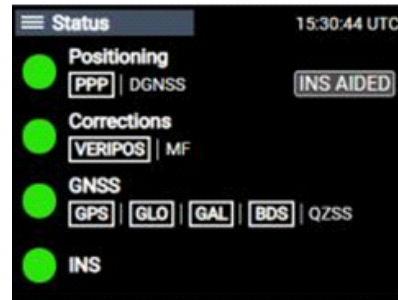 Status 15:30:44 UTC
Positioning
PPP | DGNSS INS AIDED
Corrections
VERIPOS | MF
GNSS
GPS | GLO | GAL | BDS | QZSS
INS